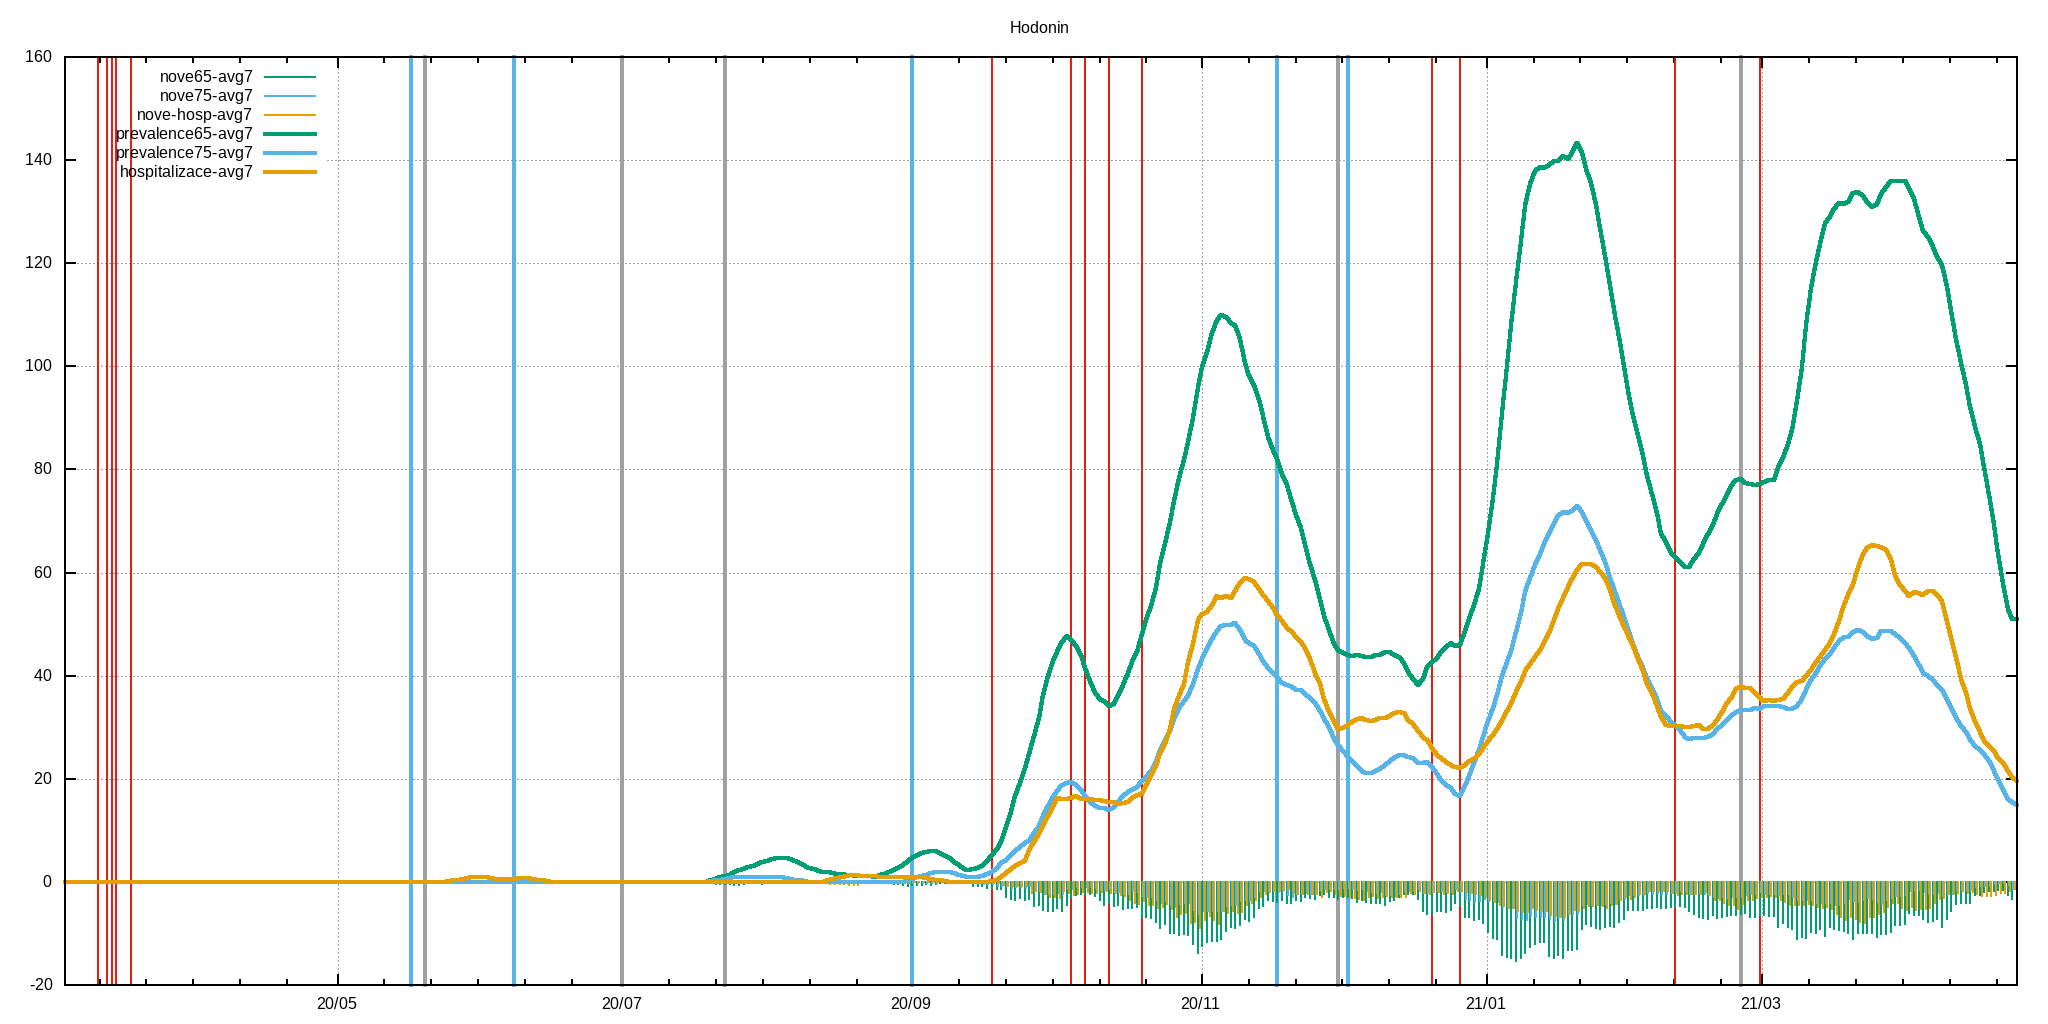 Hodonin
160
140
120
100
80
60
40
20
0
-20
nove65-avg7
nove75-avg7
nove-hosp-avg7
prevalence65-avg7
prevalence75-avg7
hospitalizace-avg7
20/05
20/07
20/09
20/11
21/01
21/03